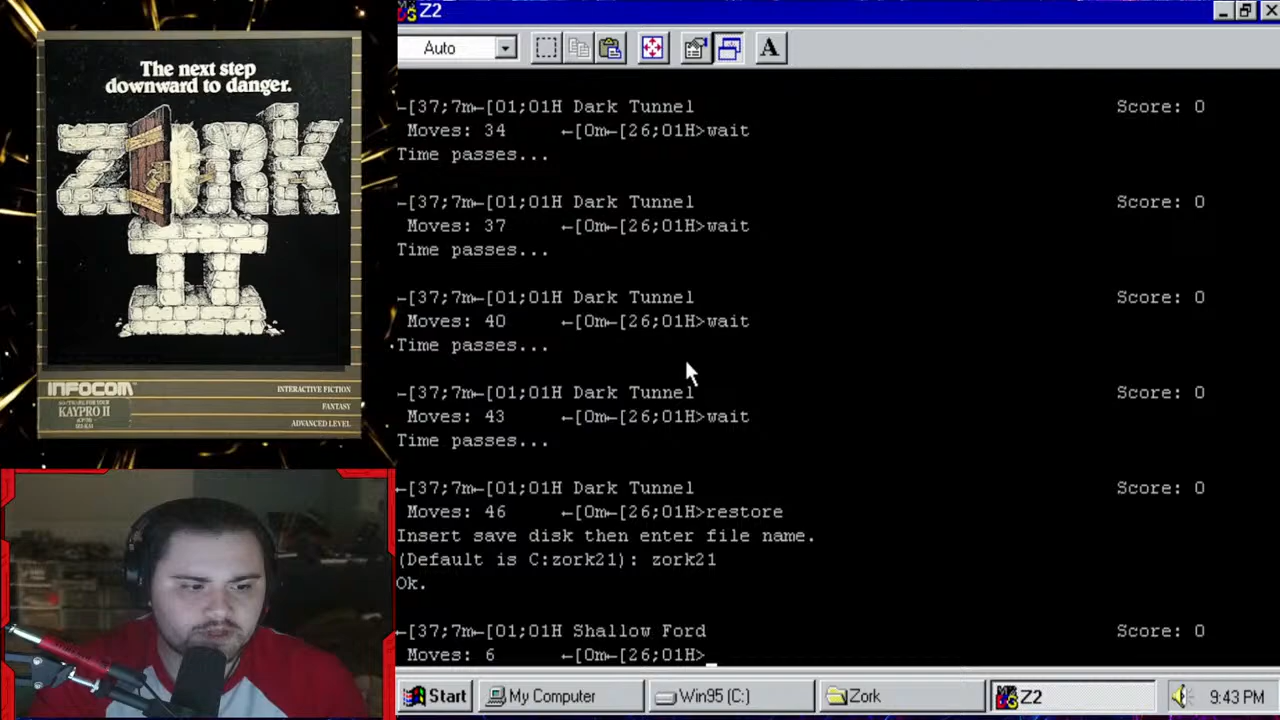 The next step
downward to danger.
ZORK
II
INFOCOM
INTERACTIVE FICTION
FANTASY
ADVANCED LEVEL
KAYPRO II
Z2
Auto
A
←[37;7m←[01;01H Dark Tunnel Score: 0
Moves: 34 ←[0m←[26;01H>wait
Time passes...
←[37;7m←[01;01H Dark Tunnel Score: 0
Moves: 37 ←[0m←[26;01H>wait
Time passes...
←[37;7m←[01;01H Dark Tunnel Score: 0
Moves: 40 ←[0m←[26;01H>wait
Time passes...
←[37;7m←[01;01H Dark Tunnel Score: 0
Moves: 43 ←[0m←[26;01H>wait
Time passes...
←[37;7m←[01;01H Dark Tunnel Score: 0
Moves: 46 ←[0m←[26;01H>restore
Insert save disk then enter file name.
(Default is C:zork21): zork21
Ok.
←[37;7m←[01;01H Shallow Ford Score: 0
Moves: 6 ←[0m←[26;01H>_
Start My Computer Win95 (C:) Zork Z2 9:43 PM